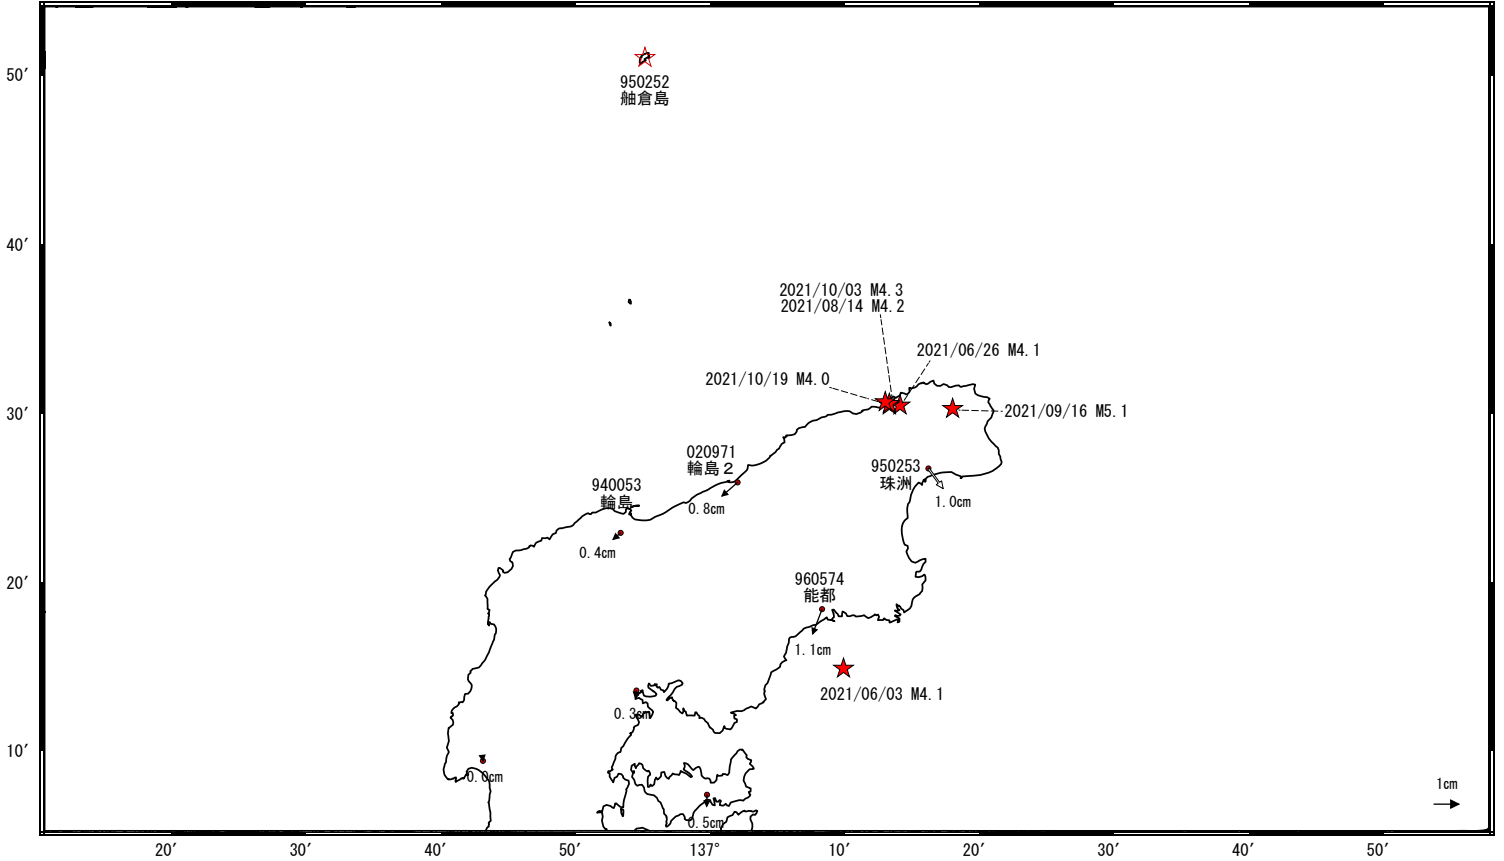 50′
950252
舳倉島
40′
2021/10/03 M4.3
2021/08/14 M4.2
2021/06/26 M4.1
2021/10/19 M4.0
30′
2021/09/16 M5.1
020971
輪島２
950253
珠洲
940053
輪島
1.0cm
0.8cm
0.4cm
20′
960574
能都
1.1cm
2021/06/03 M4.1
0.3cm
10′
0.0cm
1cm
0.5cm
20′ 30′ 40′ 50′ 137° 10′ 20′ 30′ 40′ 50′